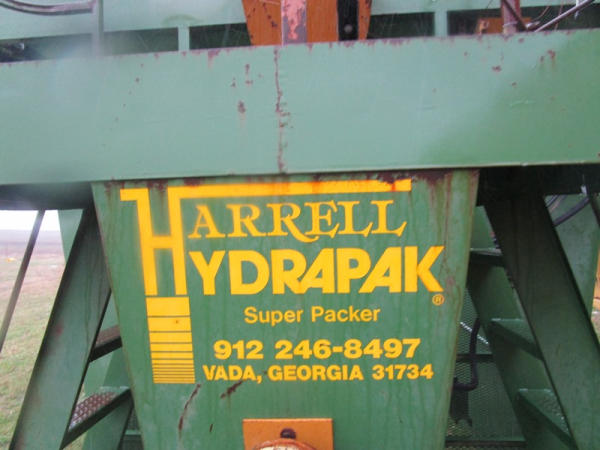 HARRELL
HYDRAPAK®
Super Packer
912 246-8497
VADA, GEORGIA 31734